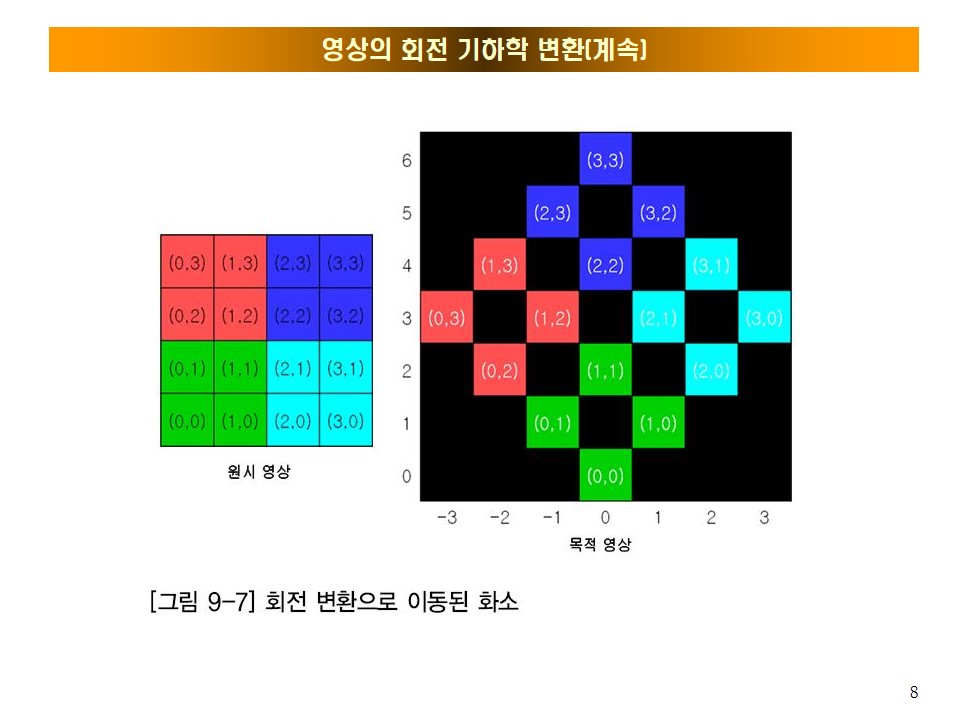 영상의 회전 기하학 변환(계속)
(0,3) (1,3) (2,3) (3,3)
(0,2) (1,2) (2,2) (3,2)
(0,1) (1,1) (2,1) (3,1)
(0,0) (1,0) (2,0) (3,0)
원시 영상
6 (3,3)
5 (2,3) (3,2)
4 (1,3) (2,2) (3,1)
3 (0,3) (1,2) (2,1) (3,0)
2 (0,2) (1,1) (2,0)
1 (0,1) (1,0)
0 (0,0)
-3 -2 -1 0 1 2 3
목적 영상
[그림 9-7] 회전 변환으로 이동된 화소
8